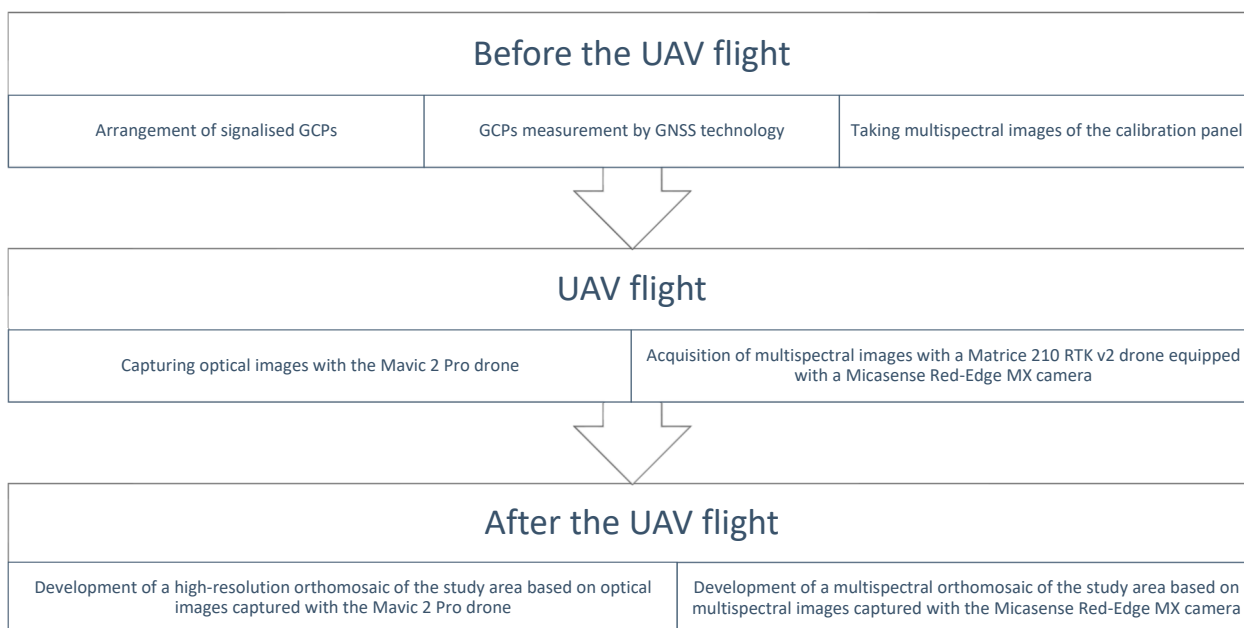 Before the UAV flight
Arrangement of signalised GCPs
GCPs measurement by GNSS technology
Taking multispectral images of the calibration panel
UAV flight
Capturing optical images with the Mavic 2 Pro drone
Acquisition of multispectral images with a Matrice 210 RTK v2 drone equipped
with a Micasense Red-Edge MX camera
After the UAV flight
Development of a high-resolution orthomosaic of the study area based on optical
images captured with the Mavic 2 Pro drone
Development of a multispectral orthomosaic of the study area based on
multispectral images captured with the Micasense Red-Edge MX camera